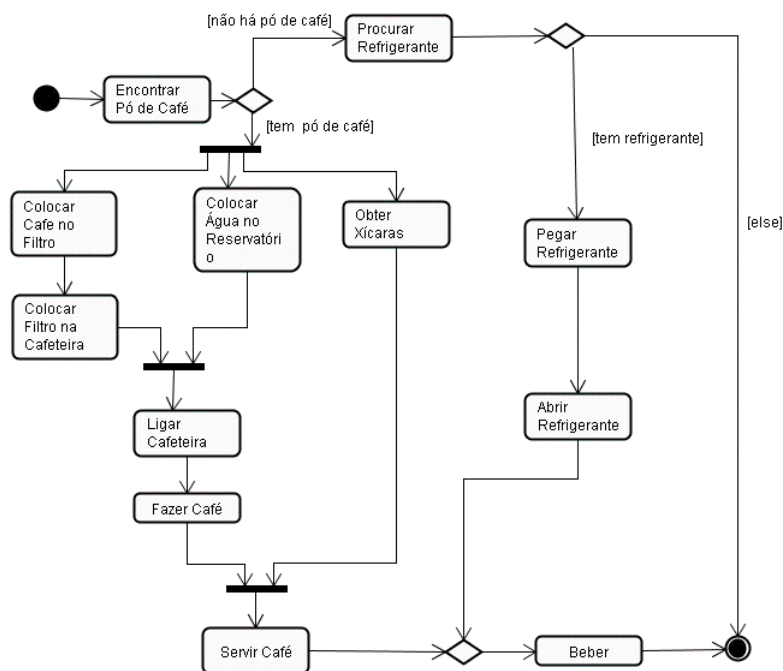 [não há pó de café]
Procurar
Refrigerante
Encontrar
Pó de Café
[tem pó de café]
[tem refrigerante]
[else]
Colocar
Cafe no
Filtro
Colocar
Água no
Reservatóri
o
Obter
Xícaras
Pegar
Refrigerante
Colocar
Filtro na
Cafeteira
Ligar
Cafeteira
Abrir
Refrigerante
Fazer Café
Servir Café
Beber